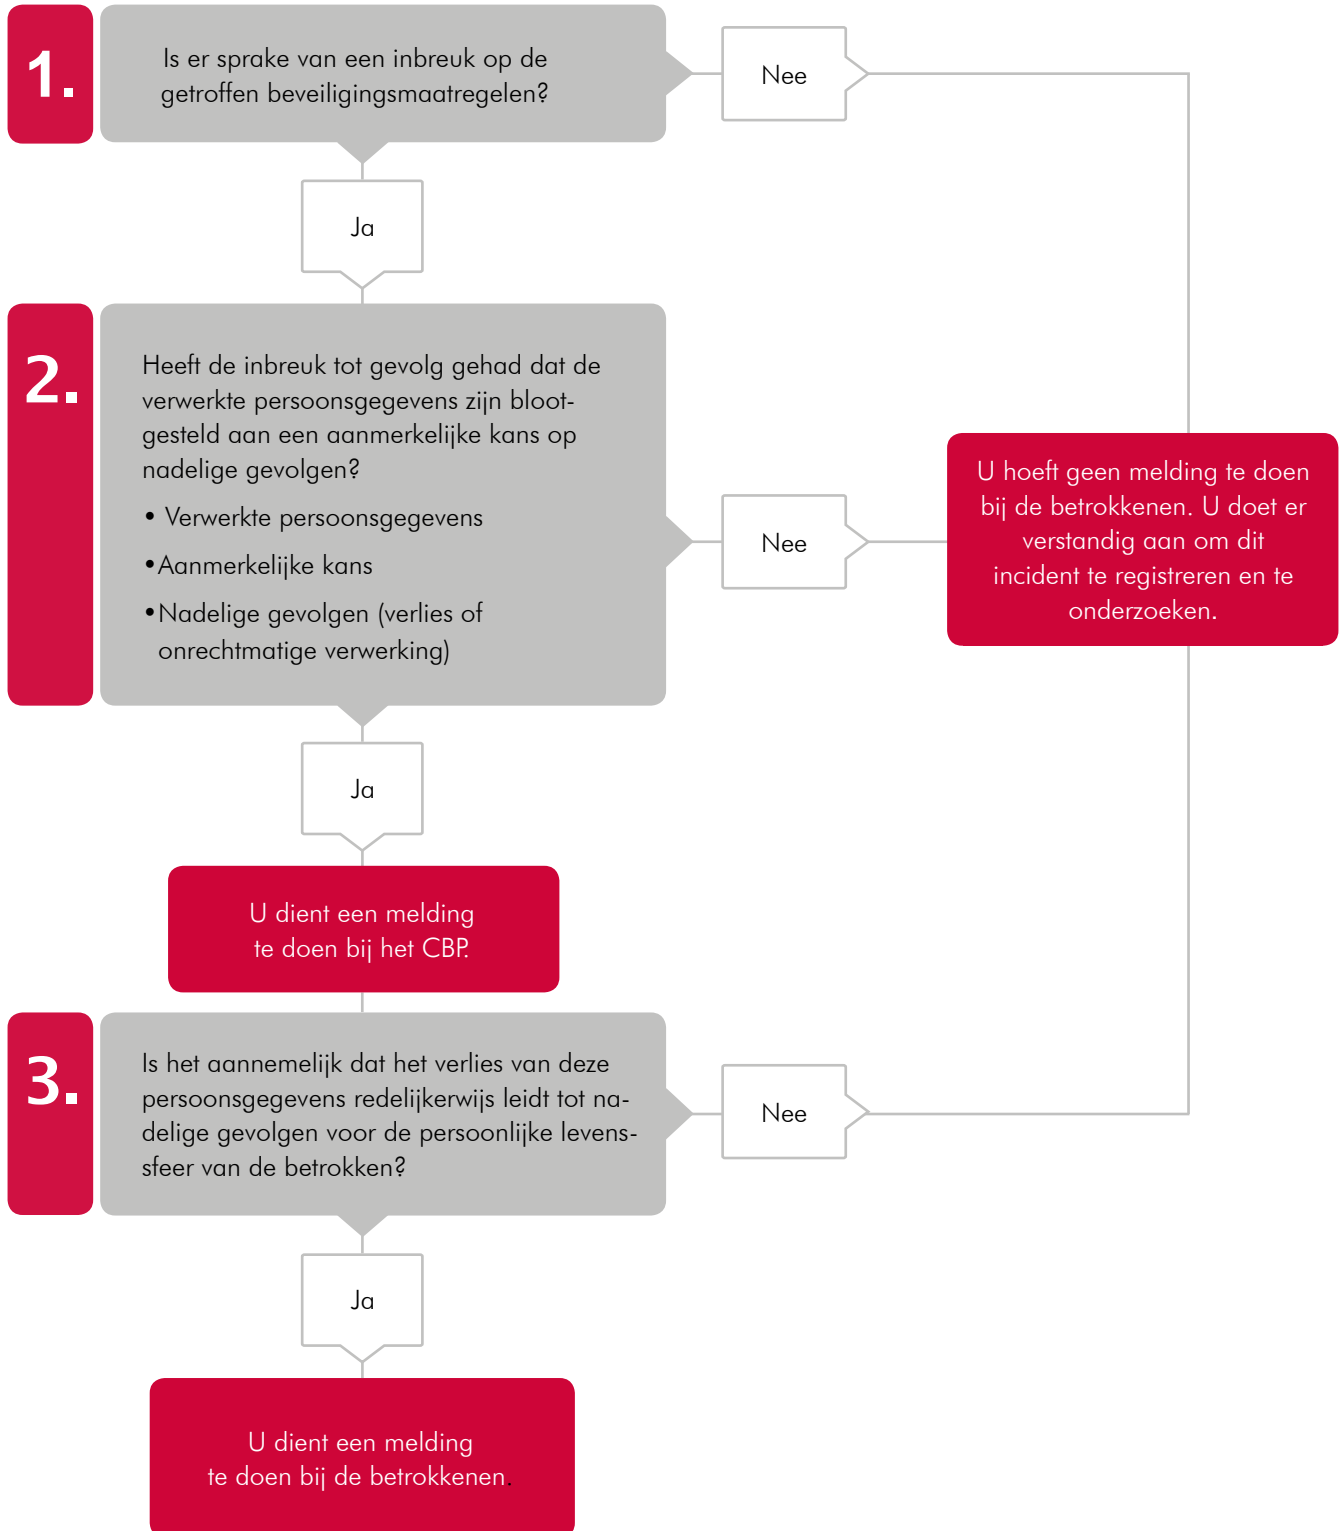 1.
Is er sprake van een inbreuk op de
getroffen beveiligingsmaatregelen?
Nee
Ja
2.
Heeft de inbreuk tot gevolg gehad dat de
verwerkte persoonsgegevens zijn bloot-
gesteld aan een aanmerkelijke kans op
nadelige gevolgen?
• Verwerkte persoonsgegevens
•Aanmerkelijke kans
•Nadelige gevolgen (verlies of
onrechtmatige verwerking)
Nee
U hoeft geen melding te doen
bij de betrokkenen. U doet er
verstandig aan om dit
incident te registreren en te
onderzoeken.
Ja
U dient een melding
te doen bij het CBP.
3.
Is het aannemelijk dat het verlies van deze
persoonsgegevens redelijkerwijs leidt tot na-
delige gevolgen voor de persoonlijke levens-
sfeer van de betrokken?
Nee
Ja
U dient een melding
te doen bij de betrokkenen.